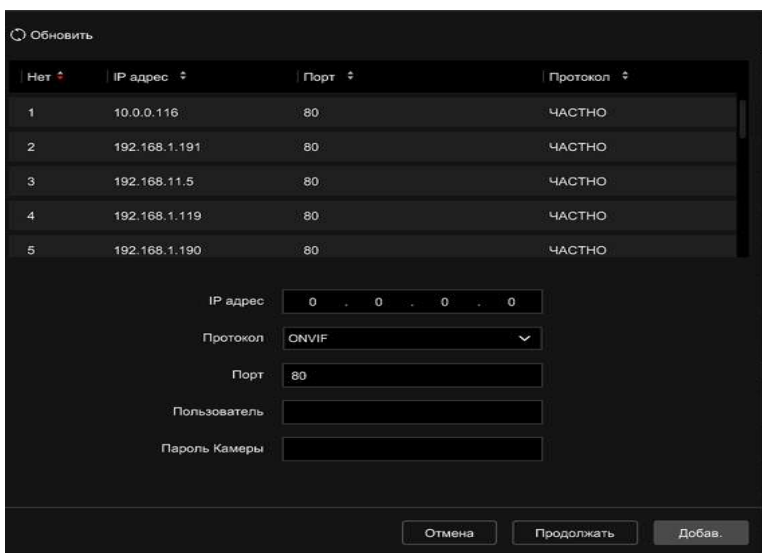 Обновить
Нет IP адрес Порт Протокол
1 10.0.0.116 80 ЧАСТНО
2 192.168.1.191 80 ЧАСТНО
3 192.168.11.5 80 ЧАСТНО
4 192.168.1.119 80 ЧАСТНО
5 192.168.1.190 80 ЧАСТНО
IP адрес 0 . 0 . 0 . 0
Протокол ONVIF
Порт 80
Пользователь
Пароль Камеры
Отмена Продолжать Добав.